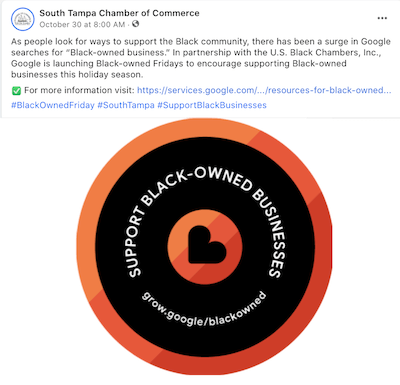 South Tampa Chamber of Commerce
October 30 at 8:00 AM ·
As people look for ways to support the Black community, there has been a surge in Google
searches for “Black-owned business.” In partnership with the U.S. Black Chambers, Inc.,
Google is launching Black-owned Fridays to encourage supporting Black-owned
businesses this holiday season.
✅ For more information visit: https://services.google.com/.../resources-for-black-owned...
#BlackOwnedFriday #SouthTampa #SupportBlackBusinesses
SUPPORT BLACK-OWNED BUSINESSES
grow.google/blackowned